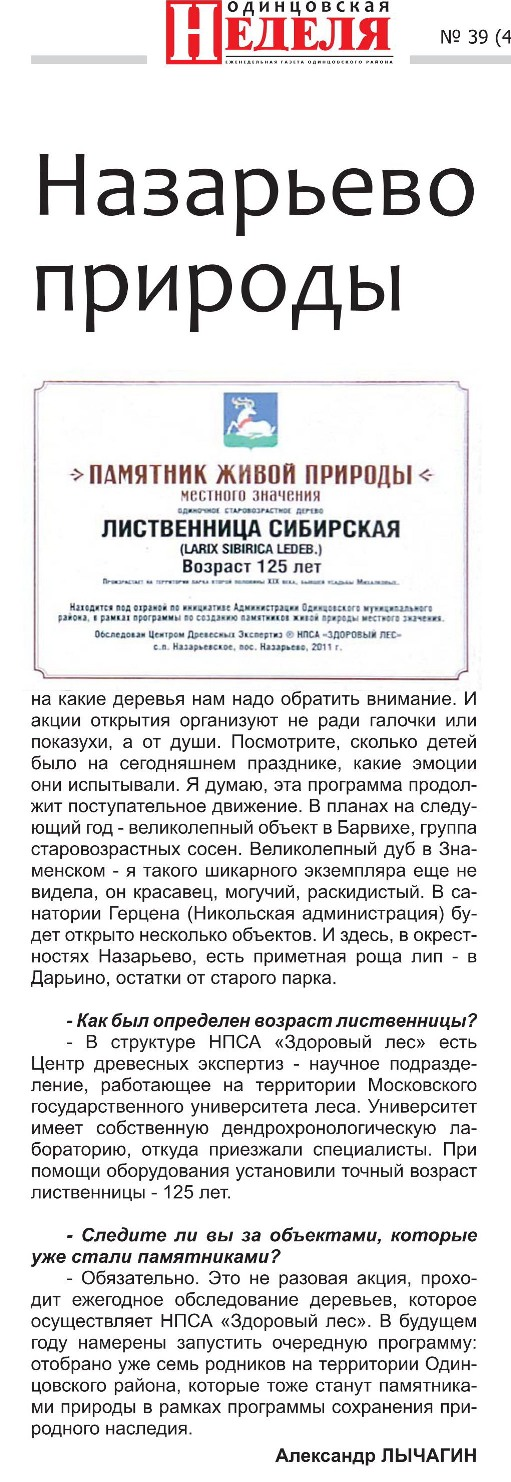 ОДИНЦОВСКАЯ
НЕДЕЛЯ
ЕЖЕНЕДЕЛЬНАЯ ГАЗЕТА ОДИНЦОВСКОГО РАЙОНА
№ 39 (4
Назарьево
природы
ПАМЯТНИК ЖИВОЙ ПРИРОДЫ
МЕСТНОГО ЗНАЧЕНИЯ
ОДИНОЧНОЕ СТАРОВОЗРАСТНОЕ ДЕРЕВО
ЛИСТВЕННИЦА СИБИРСКАЯ
(LARIX SIBIRICA LEDEB.)
Возраст 125 лет
Произрастает на территории парка второй половины XIX века, бывшей усадьбы Михалковых.
Находится под охраной по инициативе Администрации Одинцовского муниципального
района, в рамках программы по созданию памятников живой природы местного значения.
Обследован Центром Древесных Экспертиз ® НПСА «ЗДОРОВЫЙ ЛЕС»
с.п. Назарьевское, пос. Назарьево, 2011 г.
на какие деревья нам надо обратить внимание. И
акции открытия организуют не ради галочки или
показухи, а от души. Посмотрите, сколько детей
было на сегодняшнем празднике, какие эмоции
они испытывали. Я думаю, эта программа продол-
жит поступательное движение. В планах на следу-
ющий год - великолепный объект в Барвихе, группа
старовозрастных сосен. Великолепный дуб в Зна-
менском - я такого шикарного экземпляра еще не
видела, он красавец, могучий, раскидистый. В са-
натории Герцена (Никольская администрация) бу-
дет открыто несколько объектов. И здесь, в окрест-
ностях Назарьево, есть приметная роща лип - в
Дарьино, остатки от старого парка.
- Как был определен возраст лиственницы?
- В структуре НПСА «Здоровый лес» есть
Центр древесных экспертиз - научное подразде-
ление, работающее на территории Московского
государственного университета леса. Университет
имеет собственную дендрохронологическую ла-
бораторию, откуда приезжали специалисты. При
помощи оборудования установили точный возраст
лиственницы - 125 лет.
- Следите ли вы за объектами, которые
уже стали памятниками?
- Обязательно. Это не разовая акция, прохо-
дит ежегодное обследование деревьев, которое
осуществляет НПСА «Здоровый лес». В будущем
году намерены запустить очередную программу:
отобрано уже семь родников на территории Один-
цовского района, которые тоже станут памятника-
ми природы в рамках программы сохранения при-
родного наследия.
Александр ЛЫЧАГИН